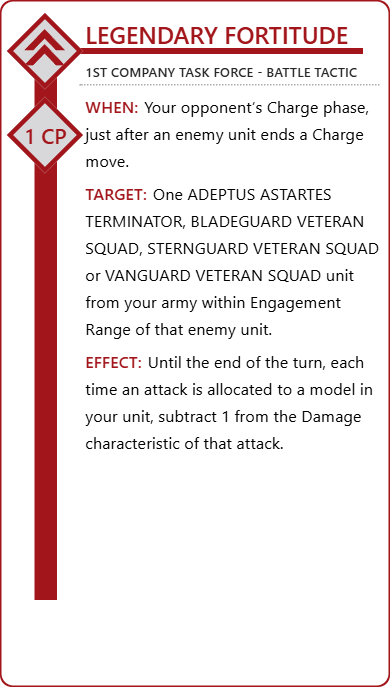 LEGENDARY FORTITUDE
1ST COMPANY TASK FORCE - BATTLE TACTIC
1 CP
WHEN: Your opponent's Charge phase,
just after an enemy unit ends a Charge
move.
TARGET: One ADEPTUS ASTARTES
TERMINATOR, BLADEGUARD VETERAN
SQUAD, STERNGUARD VETERAN SQUAD
or VANGUARD VETERAN SQUAD unit
from your army within Engagement
Range of that enemy unit.
EFFECT: Until the end of the turn, each
time an attack is allocated to a model in
your unit, subtract 1 from the Damage
characteristic of that attack.